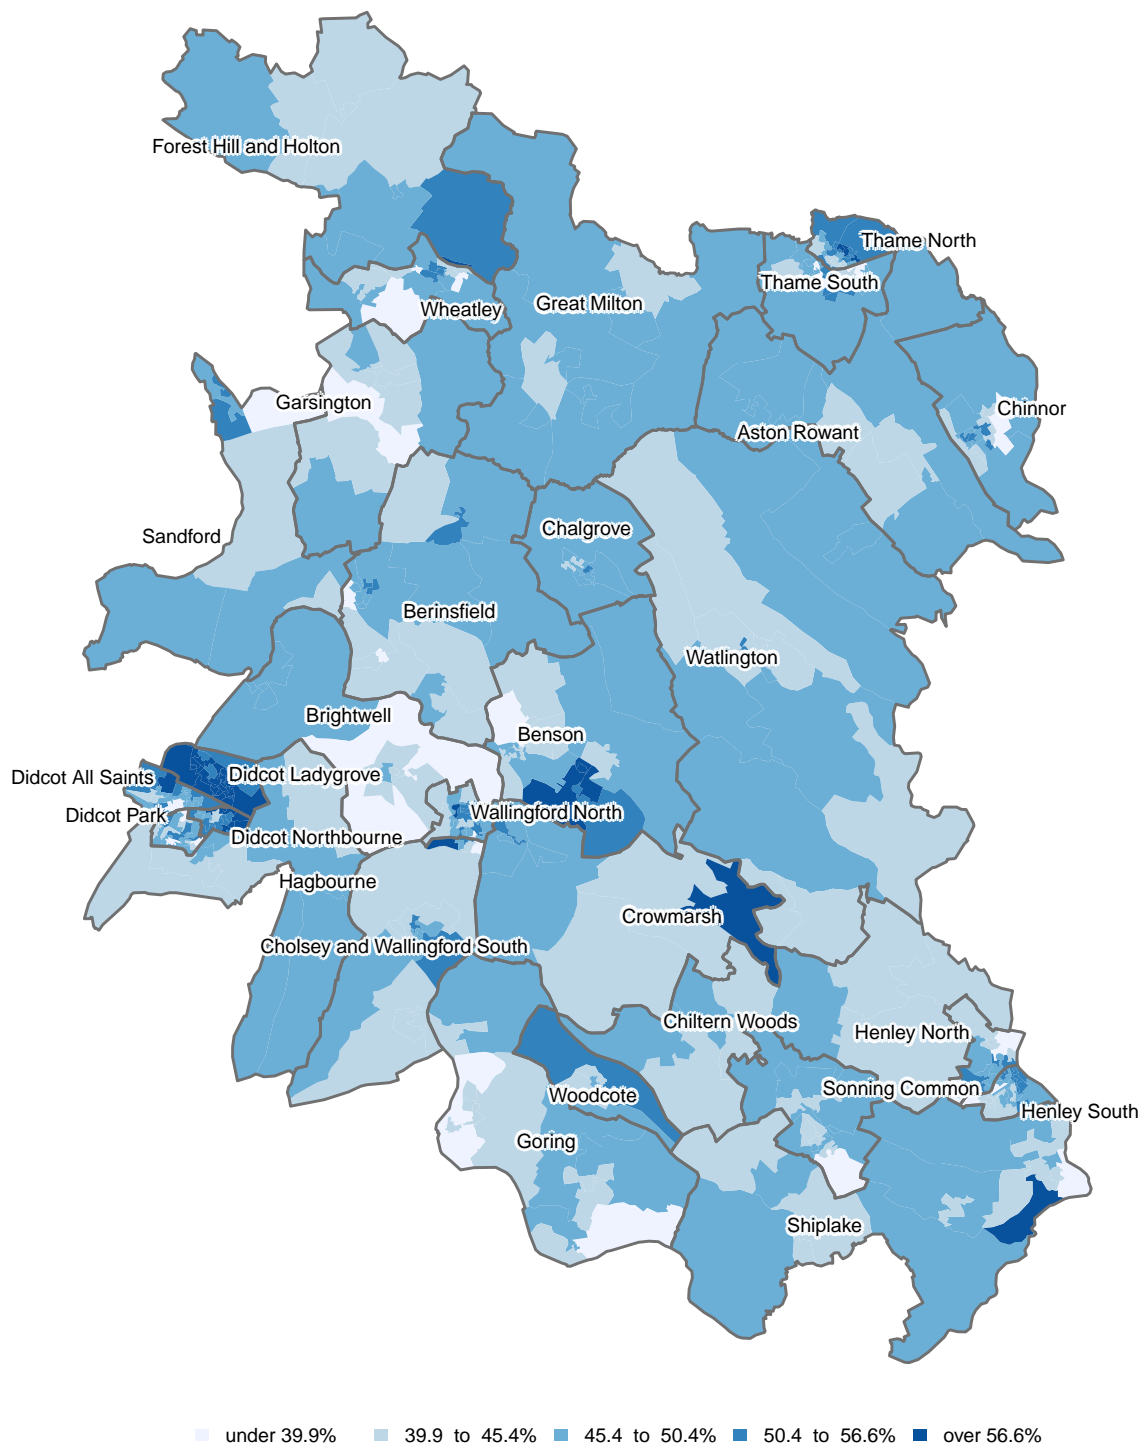 Forest Hill and Holton
Thame North
Thame South
Wheatley
Great Milton
Garsington
Chinnor
Aston Rowant
Sandford
Chalgrove
Berinsfield
Watlington
Brightwell
Benson
Didcot All Saints
Didcot Ladygrove
Didcot Park
Wallingford North
Didcot Northbourne
Hagbourne
Crowmarsh
Cholsey and Wallingford South
Chiltern Woods
Henley North
Woodcote
Sonning Common
Henley South
Goring
Shiplake
under 39.9%
39.9 to 45.4%
45.4 to 50.4%
50.4 to 56.6%
over 56.6%